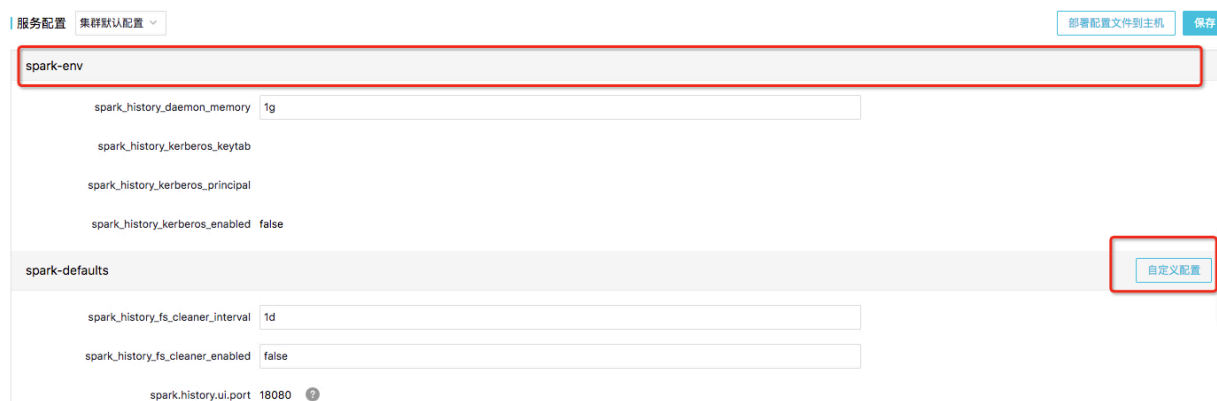 服务配置 集群默认配置 部署配置文件到主机 保存
spark-env
spark_history_daemon_memory 1g
spark_history_kerberos_keytab
spark_history_kerberos_principal
spark_history_kerberos_enabled false
spark-defaults 自定义配置
spark_history_fs_cleaner_interval 1d
spark_history_fs_cleaner_enabled false
spark.history.ui.port 18080 ?